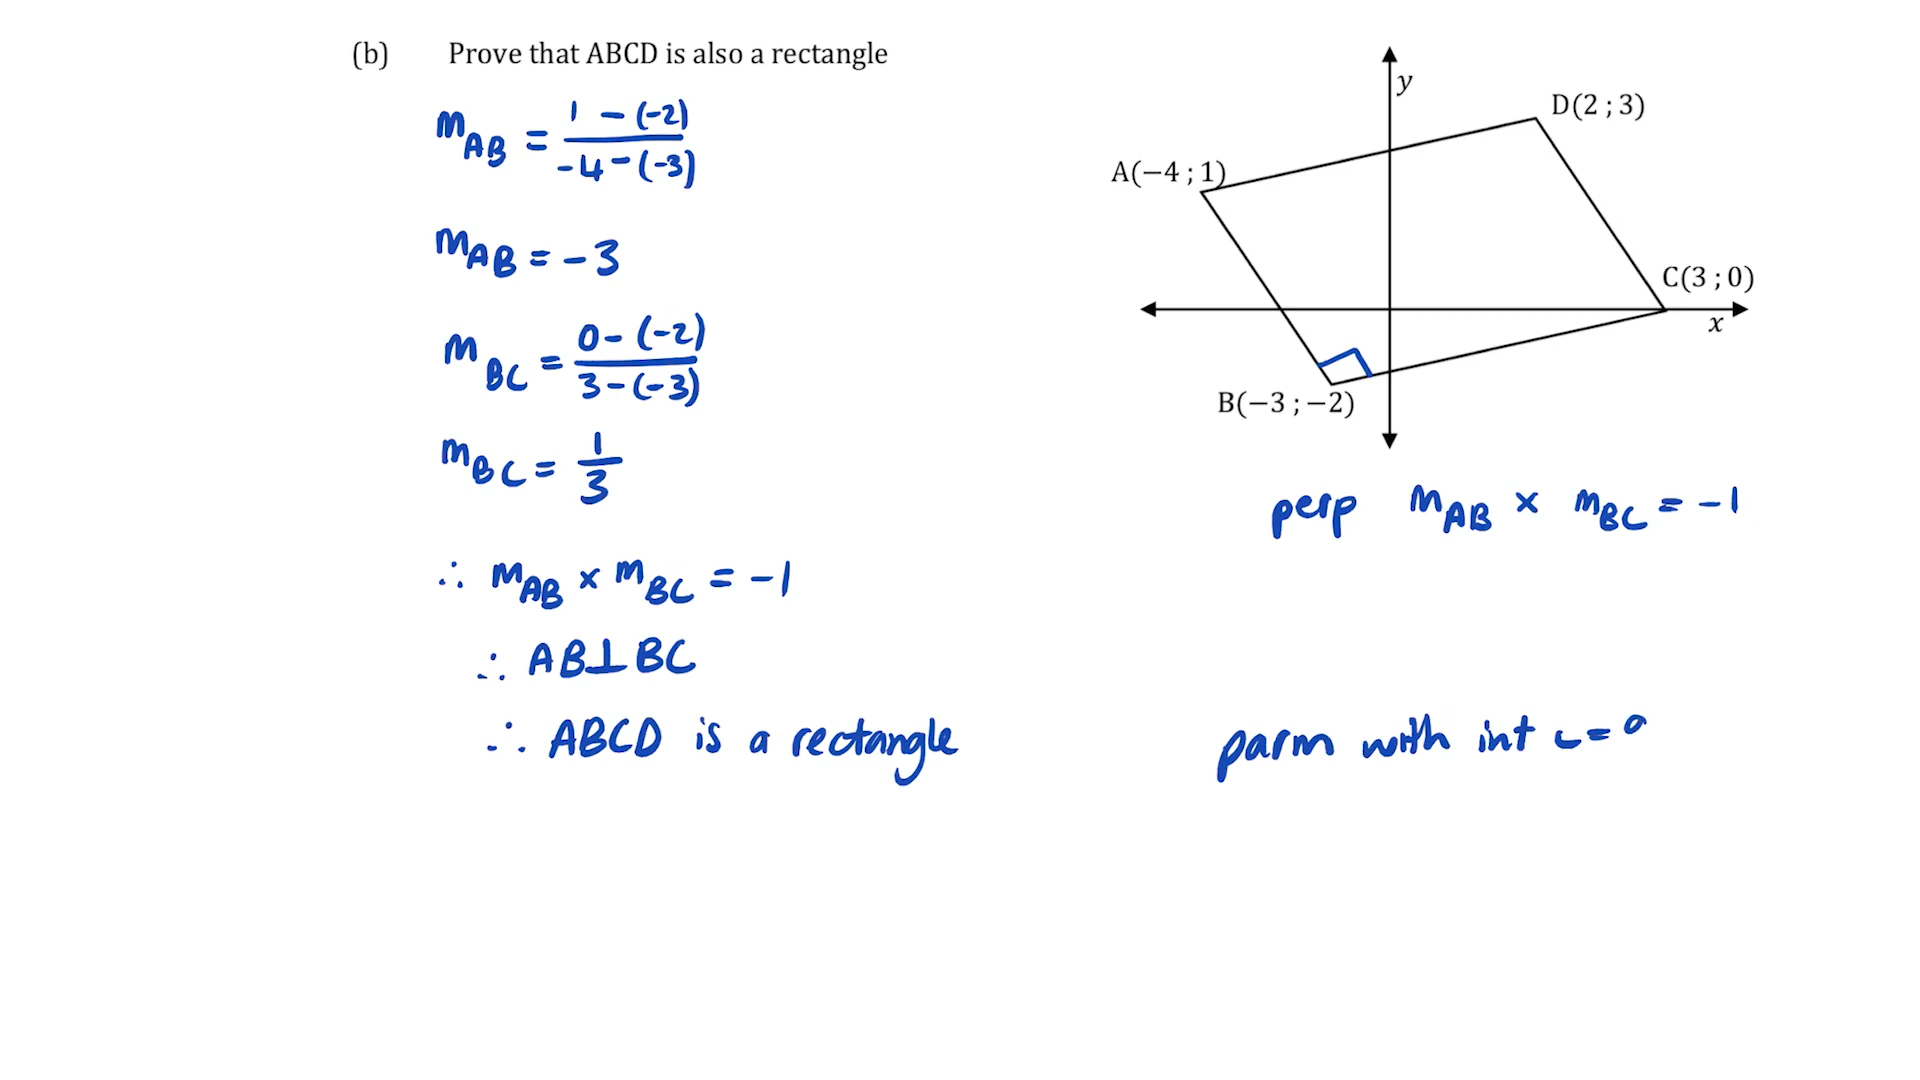 (b) Prove that ABCD is also a rectangle
m_AB = (1 - (-2)) / (-4 - (-3))
m_AB = -3
m_BC = (0 - (-2)) / (3 - (-3))
m_BC = 1/3
∴ m_AB × m_BC = -1
∴ AB⊥BC
∴ ABCD is a rectangle
y
D(2 ; 3)
A(−4 ; 1)
C(3 ; 0)
x
B(−3 ; −2)
perp m_AB × m_BC = -1
parm with int